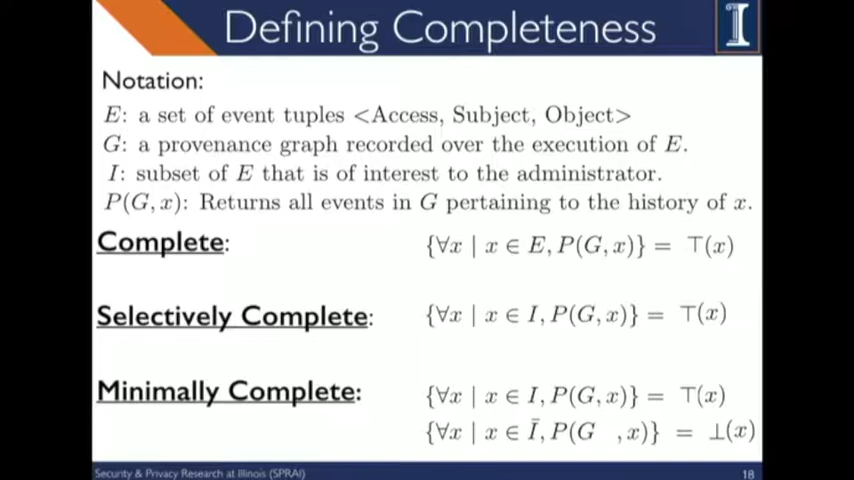 Defining Completeness
I
Notation:
E: a set of event tuples <Access, Subject, Object>
G: a provenance graph recorded over the execution of E.
I: subset of E that is of interest to the administrator.
P(G, x): Returns all events in G pertaining to the history of x.
Complete: {∀x | x ∈ E, P(G, x)} = ⊤(x)
Selectively Complete: {∀x | x ∈ I, P(G, x)} = ⊤(x)
Minimally Complete: {∀x | x ∈ I, P(G, x)} = ⊤(x)
{∀x | x ∈ Ī, P(G , x)} = ⊥(x)
Security & Privacy Research at Illinois (SPRAI) 18